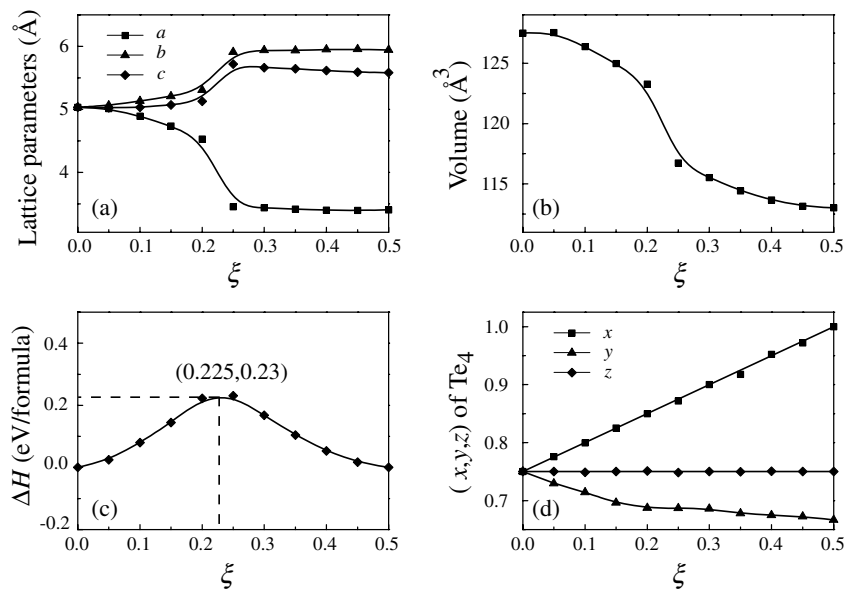 Lattice parameters (Å)
6
5
4
a
b
c
(a)
0.0 0.1 0.2 0.3 0.4 0.5
ξ
Volume (Å³)
125
120
115
(b)
0.0 0.1 0.2 0.3 0.4 0.5
ξ
ΔH (eV/formula)
0.4
0.2
0.0
-0.2
(0.225,0.23)
(c)
0.0 0.1 0.2 0.3 0.4 0.5
ξ
(x,y,z) of Te₄
1.0
0.9
0.8
0.7
x
y
z
(d)
0.0 0.1 0.2 0.3 0.4 0.5
ξ